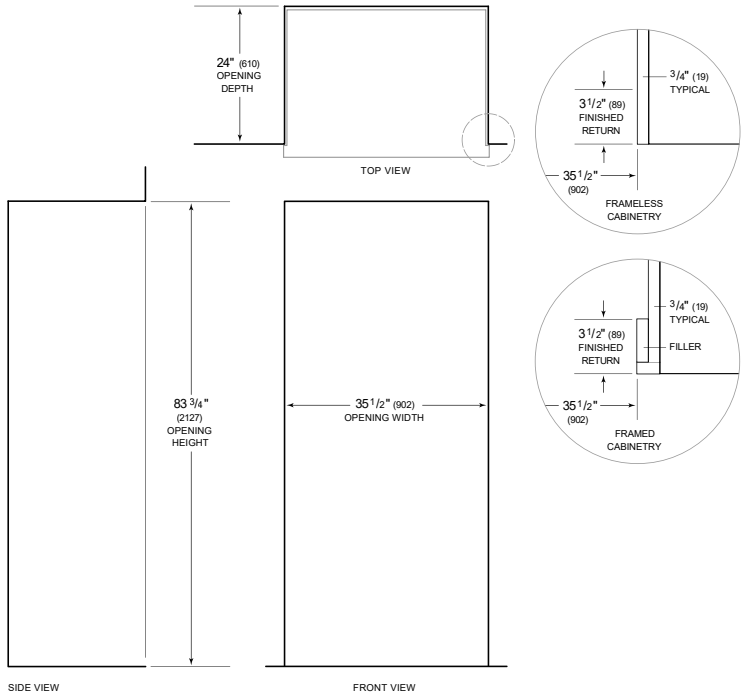 24" (610)
OPENING
DEPTH
TOP VIEW
3/4" (19)
TYPICAL
3 1/2" (89)
FINISHED
RETURN
35 1/2"
(902)
FRAMELESS
CABINETRY
3/4" (19)
TYPICAL
3 1/2" (89)
FINISHED
RETURN
FILLER
35 1/2"
(902)
FRAMED
CABINETRY
83 3/4"
(2127)
OPENING
HEIGHT
35 1/2" (902)
OPENING WIDTH
SIDE VIEW
FRONT VIEW